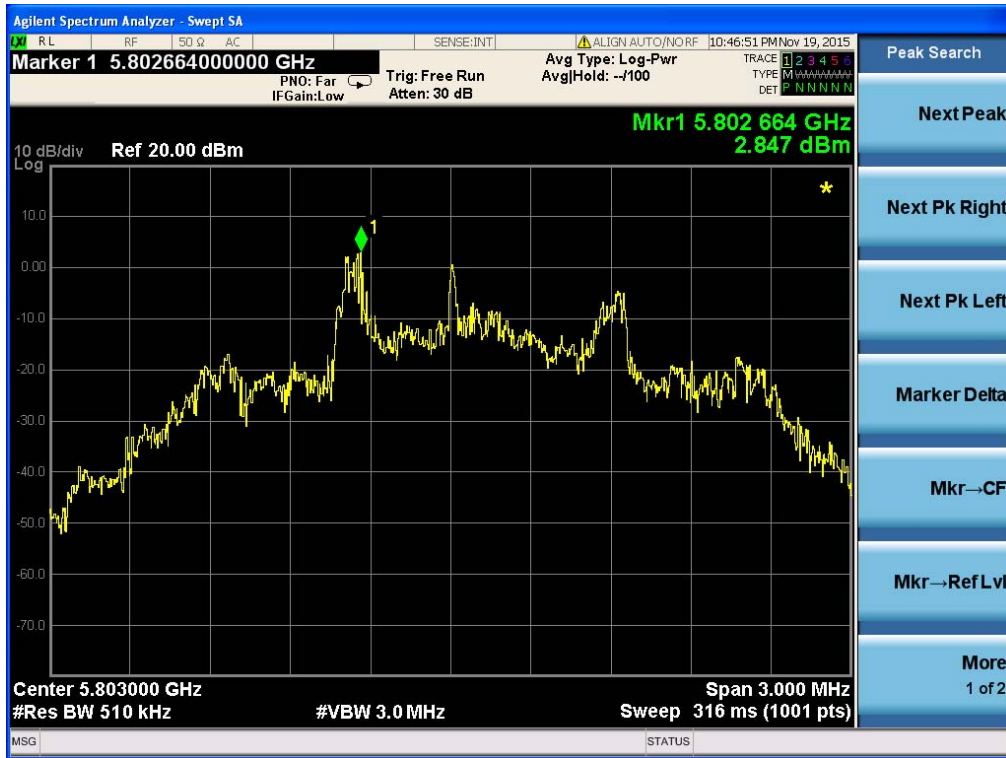 Agilent Spectrum Analyzer - Swept SA
LXI RL RF 50 Ω AC SENSE:INT ALIGN AUTO/NO RF 10:46:51 PM Nov 19, 2015
Marker 1 5.802664000000 GHz
PNO: Far
IFGain:Low
Trig: Free Run
Atten: 30 dB
Avg Type: Log-Pwr
Avg|Hold: --/100
TRACE 1 2 3 4 5 6
TYPE M
DET P N N N N N
Peak Search
Mkr1 5.802 664 GHz
2.847 dBm
10 dB/div Ref 20.00 dBm
Log
1
*
10.0
0.00
-10.0
-20.0
-30.0
-40.0
-50.0
-60.0
-70.0
Center 5.803000 GHz Span 3.000 MHz
#Res BW 510 kHz #VBW 3.0 MHz Sweep 316 ms (1001 pts)
MSG STATUS
Next Peak
Next Pk Right
Next Pk Left
Marker Delta
Mkr→CF
Mkr→Ref Lvl
More
1 of 2